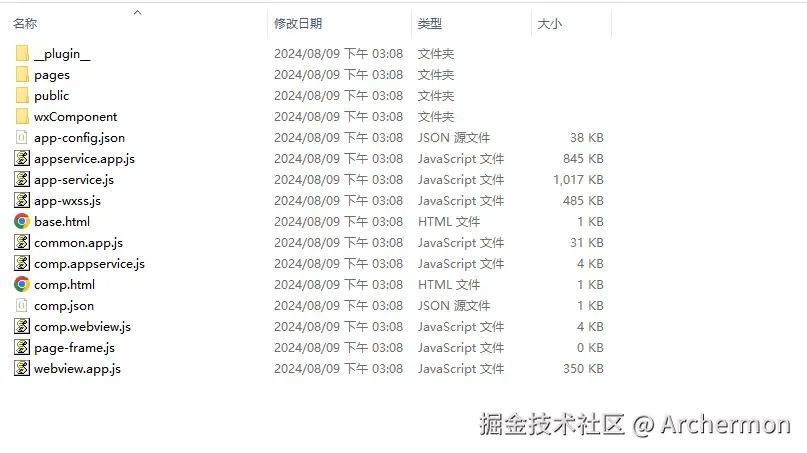 名称 修改日期 类型 大小
__plugin__ 2024/08/09 下午 03:08 文件夹
pages 2024/08/09 下午 03:08 文件夹
public 2024/08/09 下午 03:08 文件夹
wxComponent 2024/08/09 下午 03:08 文件夹
app-config.json 2024/08/09 下午 03:08 JSON 源文件 38 KB
appservice.app.js 2024/08/09 下午 03:08 JavaScript 文件 845 KB
app-service.js 2024/08/09 下午 03:08 JavaScript 文件 1,017 KB
app-wxss.js 2024/08/09 下午 03:08 JavaScript 文件 485 KB
base.html 2024/08/09 下午 03:08 HTML 文件 1 KB
common.app.js 2024/08/09 下午 03:08 JavaScript 文件 31 KB
comp.appservice.js 2024/08/09 下午 03:08 JavaScript 文件 4 KB
comp.html 2024/08/09 下午 03:08 HTML 文件 1 KB
comp.json 2024/08/09 下午 03:08 JSON 源文件 1 KB
comp.webview.js 2024/08/09 下午 03:08 JavaScript 文件 4 KB
page-frame.js 2024/08/09 下午 03:08 JavaScript 文件 0 KB
webview.app.js 2024/08/09 下午 03:08 JavaScript 文件 350 KB
掘金技术社区 @ Archermon